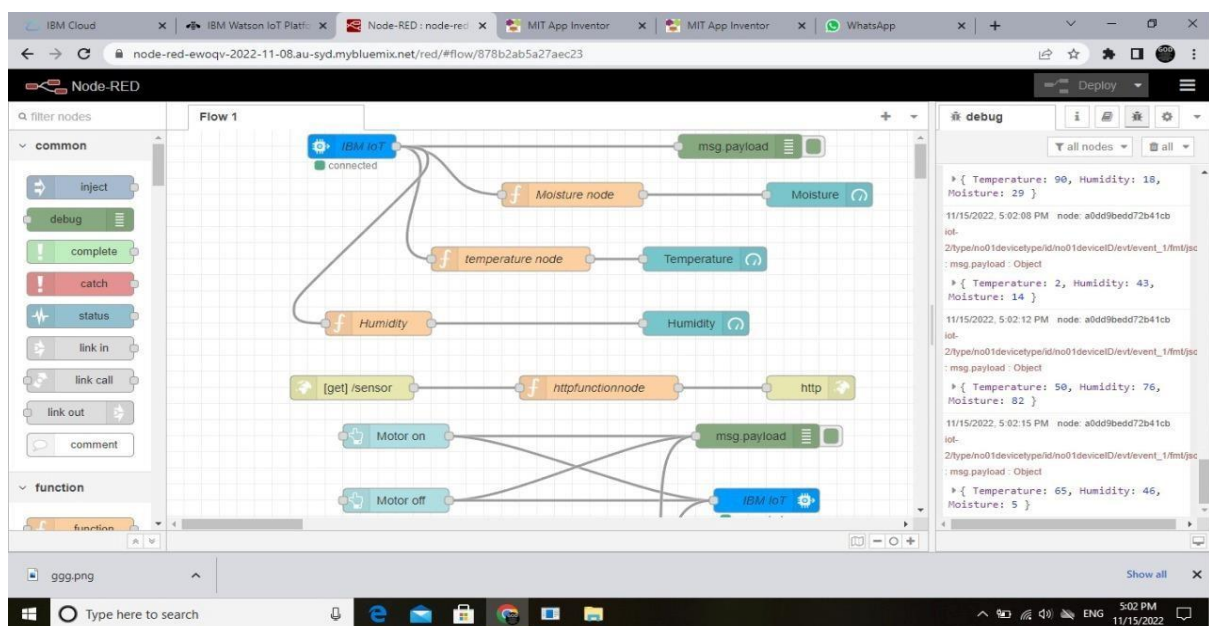 IBM Cloud
IBM Watson IoT Platfo
Node-RED : node-red
MIT App Inventor
MIT App Inventor
WhatsApp
node-red-ewoqv-2022-11-08.au-syd.mybluemix.net/red/#flow/878b2ab5a27aec23
Node-RED
Deploy
filter nodes
Flow 1
debug
i
all nodes
all
common
inject
debug
complete
catch
status
link in
link call
link out
comment
function
function
IBM IoT
connected
msg.payload
Moisture node
Moisture
temperature node
Temperature
Humidity
Humidity
[get] /sensor
httpfunctionnode
http
Motor on
msg.payload
Motor off
IBM IoT
{ Temperature: 90, Humidity: 18,
Moisture: 29 }
11/15/2022, 5:02:08 PM node: a0dd9bedd72b41cb
iot-
2/type/no01devicetype/id/no01deviceID/evt/event_1/fmt/jsc
: msg.payload : Object
{ Temperature: 2, Humidity: 43,
Moisture: 14 }
11/15/2022, 5:02:12 PM node: a0dd9bedd72b41cb
iot-
2/type/no01devicetype/id/no01deviceID/evt/event_1/fmt/jsc
: msg.payload : Object
{ Temperature: 50, Humidity: 76,
Moisture: 82 }
11/15/2022, 5:02:15 PM node: a0dd9bedd72b41cb
iot-
2/type/no01devicetype/id/no01deviceID/evt/event_1/fmt/jsc
: msg.payload : Object
{ Temperature: 65, Humidity: 46,
Moisture: 5 }
ggg.png
Show all
Type here to search
ENG
5:02 PM
11/15/2022